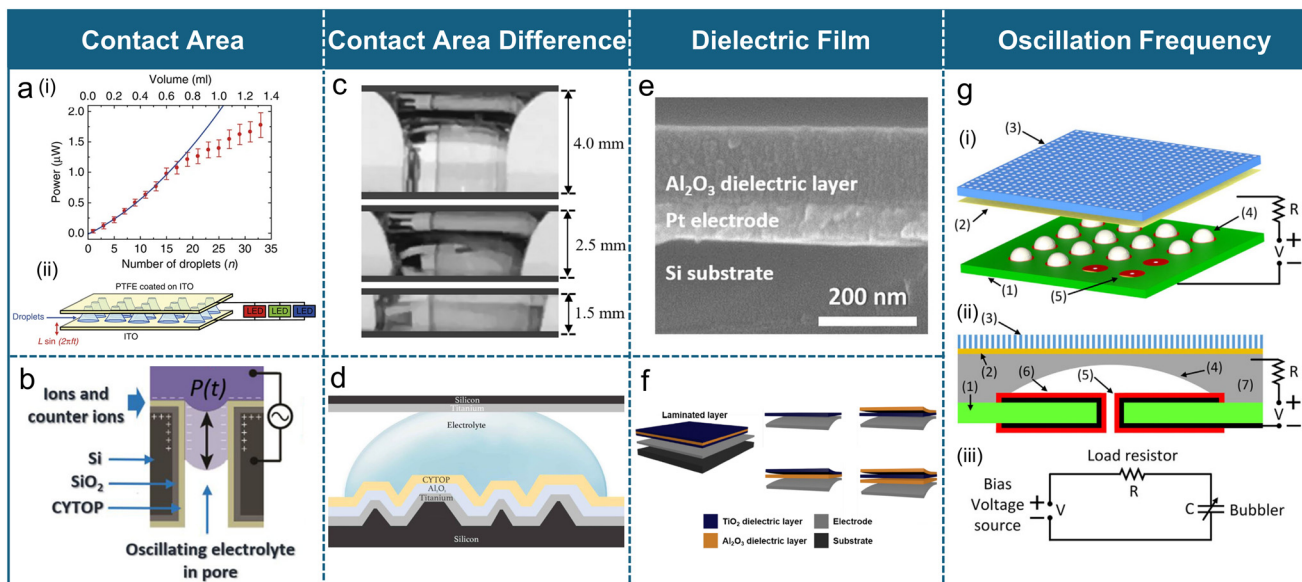 Contact Area
Contact Area Difference
Dielectric Film
Oscillation Frequency
a (i)
Volume (ml)
0.0 0.2 0.4 0.6 0.8 1.0 1.2 1.4
Power (µW)
2.0
1.5
1.0
0.5
0.0
0 5 10 15 20 25 30 35
Number of droplets (n)
(ii)
PTFE coated on ITO
Droplets
LED LED LED
ITO
L sin (2πft)
b
P(t)
Ions and
counter ions
Si
SiO2
CYTOP
Oscillating electrolyte
in pore
c
4.0 mm
2.5 mm
1.5 mm
d
Silicon
Titanium
Electrolyte
CYTOP
Al2O3
Titanium
Silicon
e
Al2O3 dielectric layer
Pt electrode
Si substrate
200 nm
f
Laminated layer
TiO2 dielectric layer
Electrode
Al2O3 dielectric layer
Substrate
g
(i)
(3)
(2)
(4)
R
+
V
−
(1)
(5)
(ii)
(3)
(2)
(4)
R
(1)
(6)
(5)
(7)
+
V
−
(iii)
Load resistor
R
Bias
Voltage
source
+
V
−
C
Bubbler